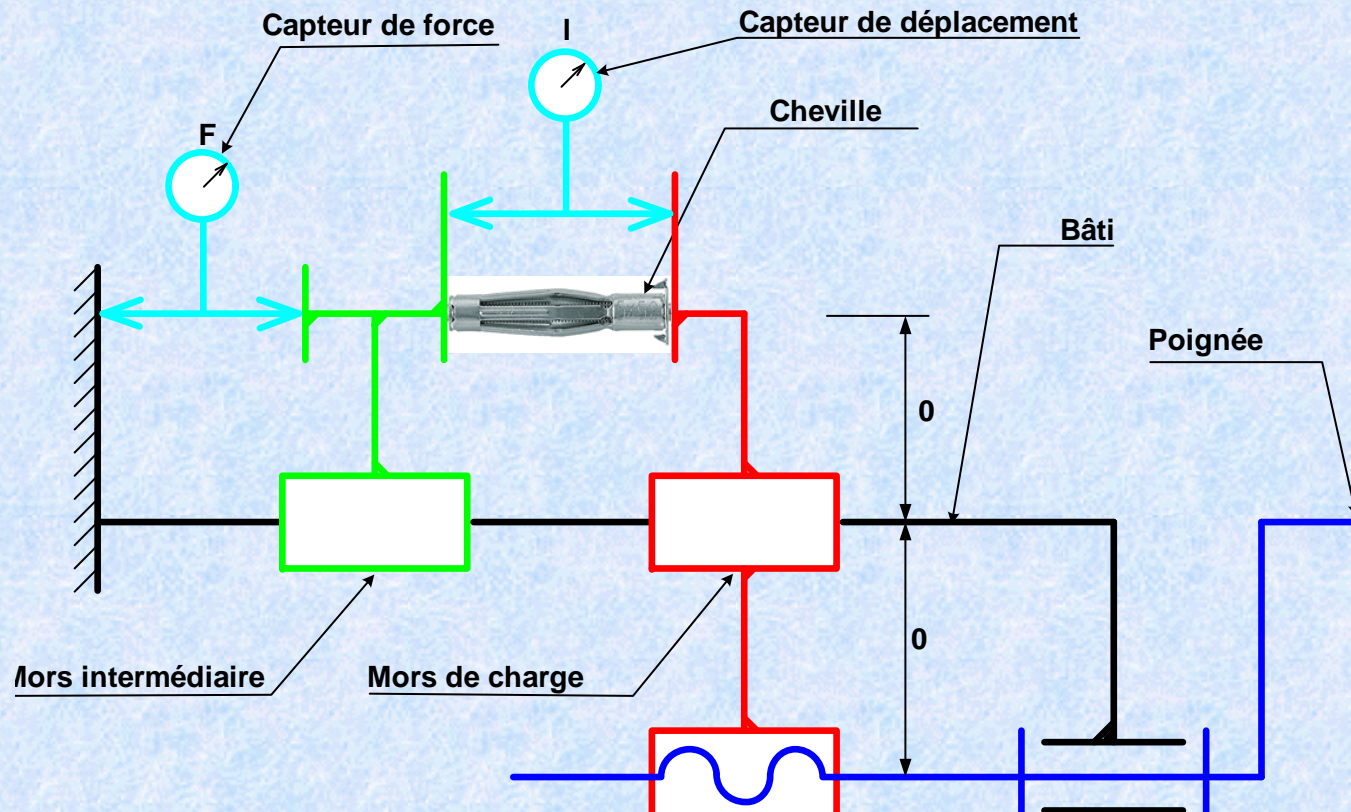 Capteur de force
I
Capteur de déplacement
Cheville
F
Bâti
Poignée
0
0
Mors intermédiaire
Mors de charge